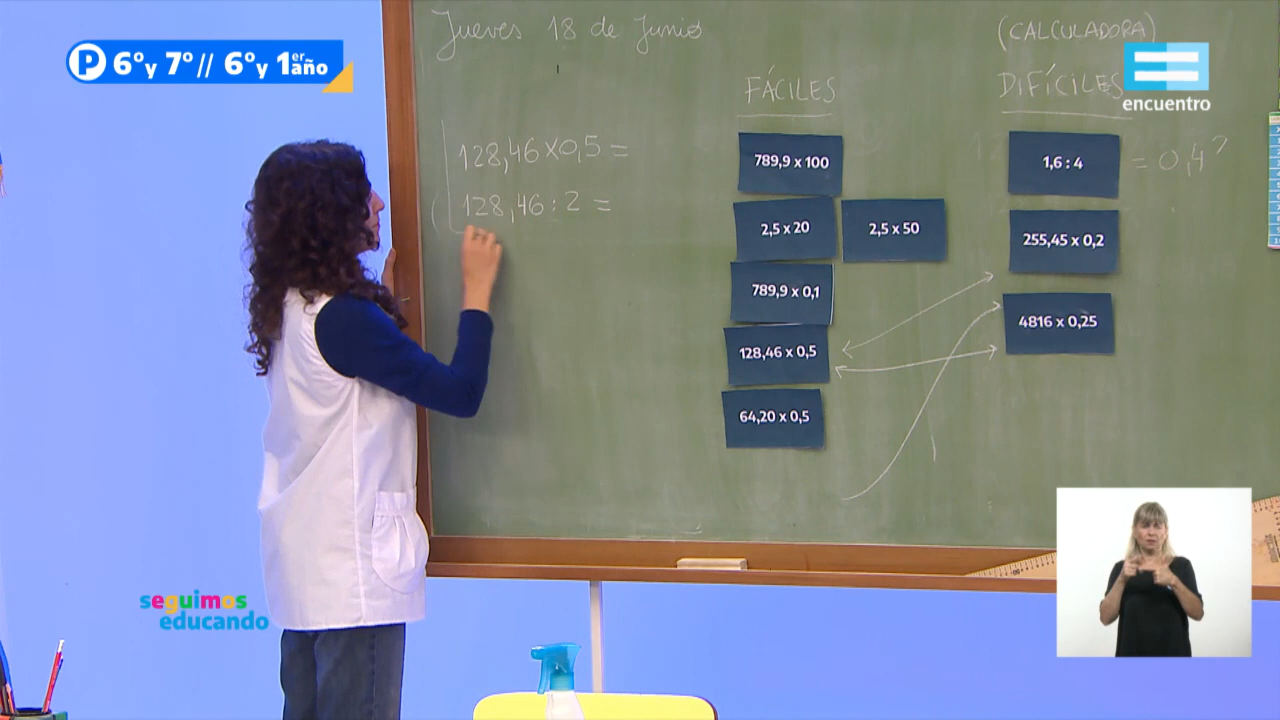 P 6º y 7º // 6º y 1er año
Jueves 18 de Junio
(CALCULADORA)
encuentro
FÁCILES
DIFÍCILES
128,46 x 0,5 =
128,46 : 2 =
789,9 x 100
1,6 : 4
= 0,4?
2,5 x 20
2,5 x 50
255,45 x 0,2
789,9 x 0,1
4816 x 0,25
128,46 x 0,5
64,20 x 0,5
seguimos
educando